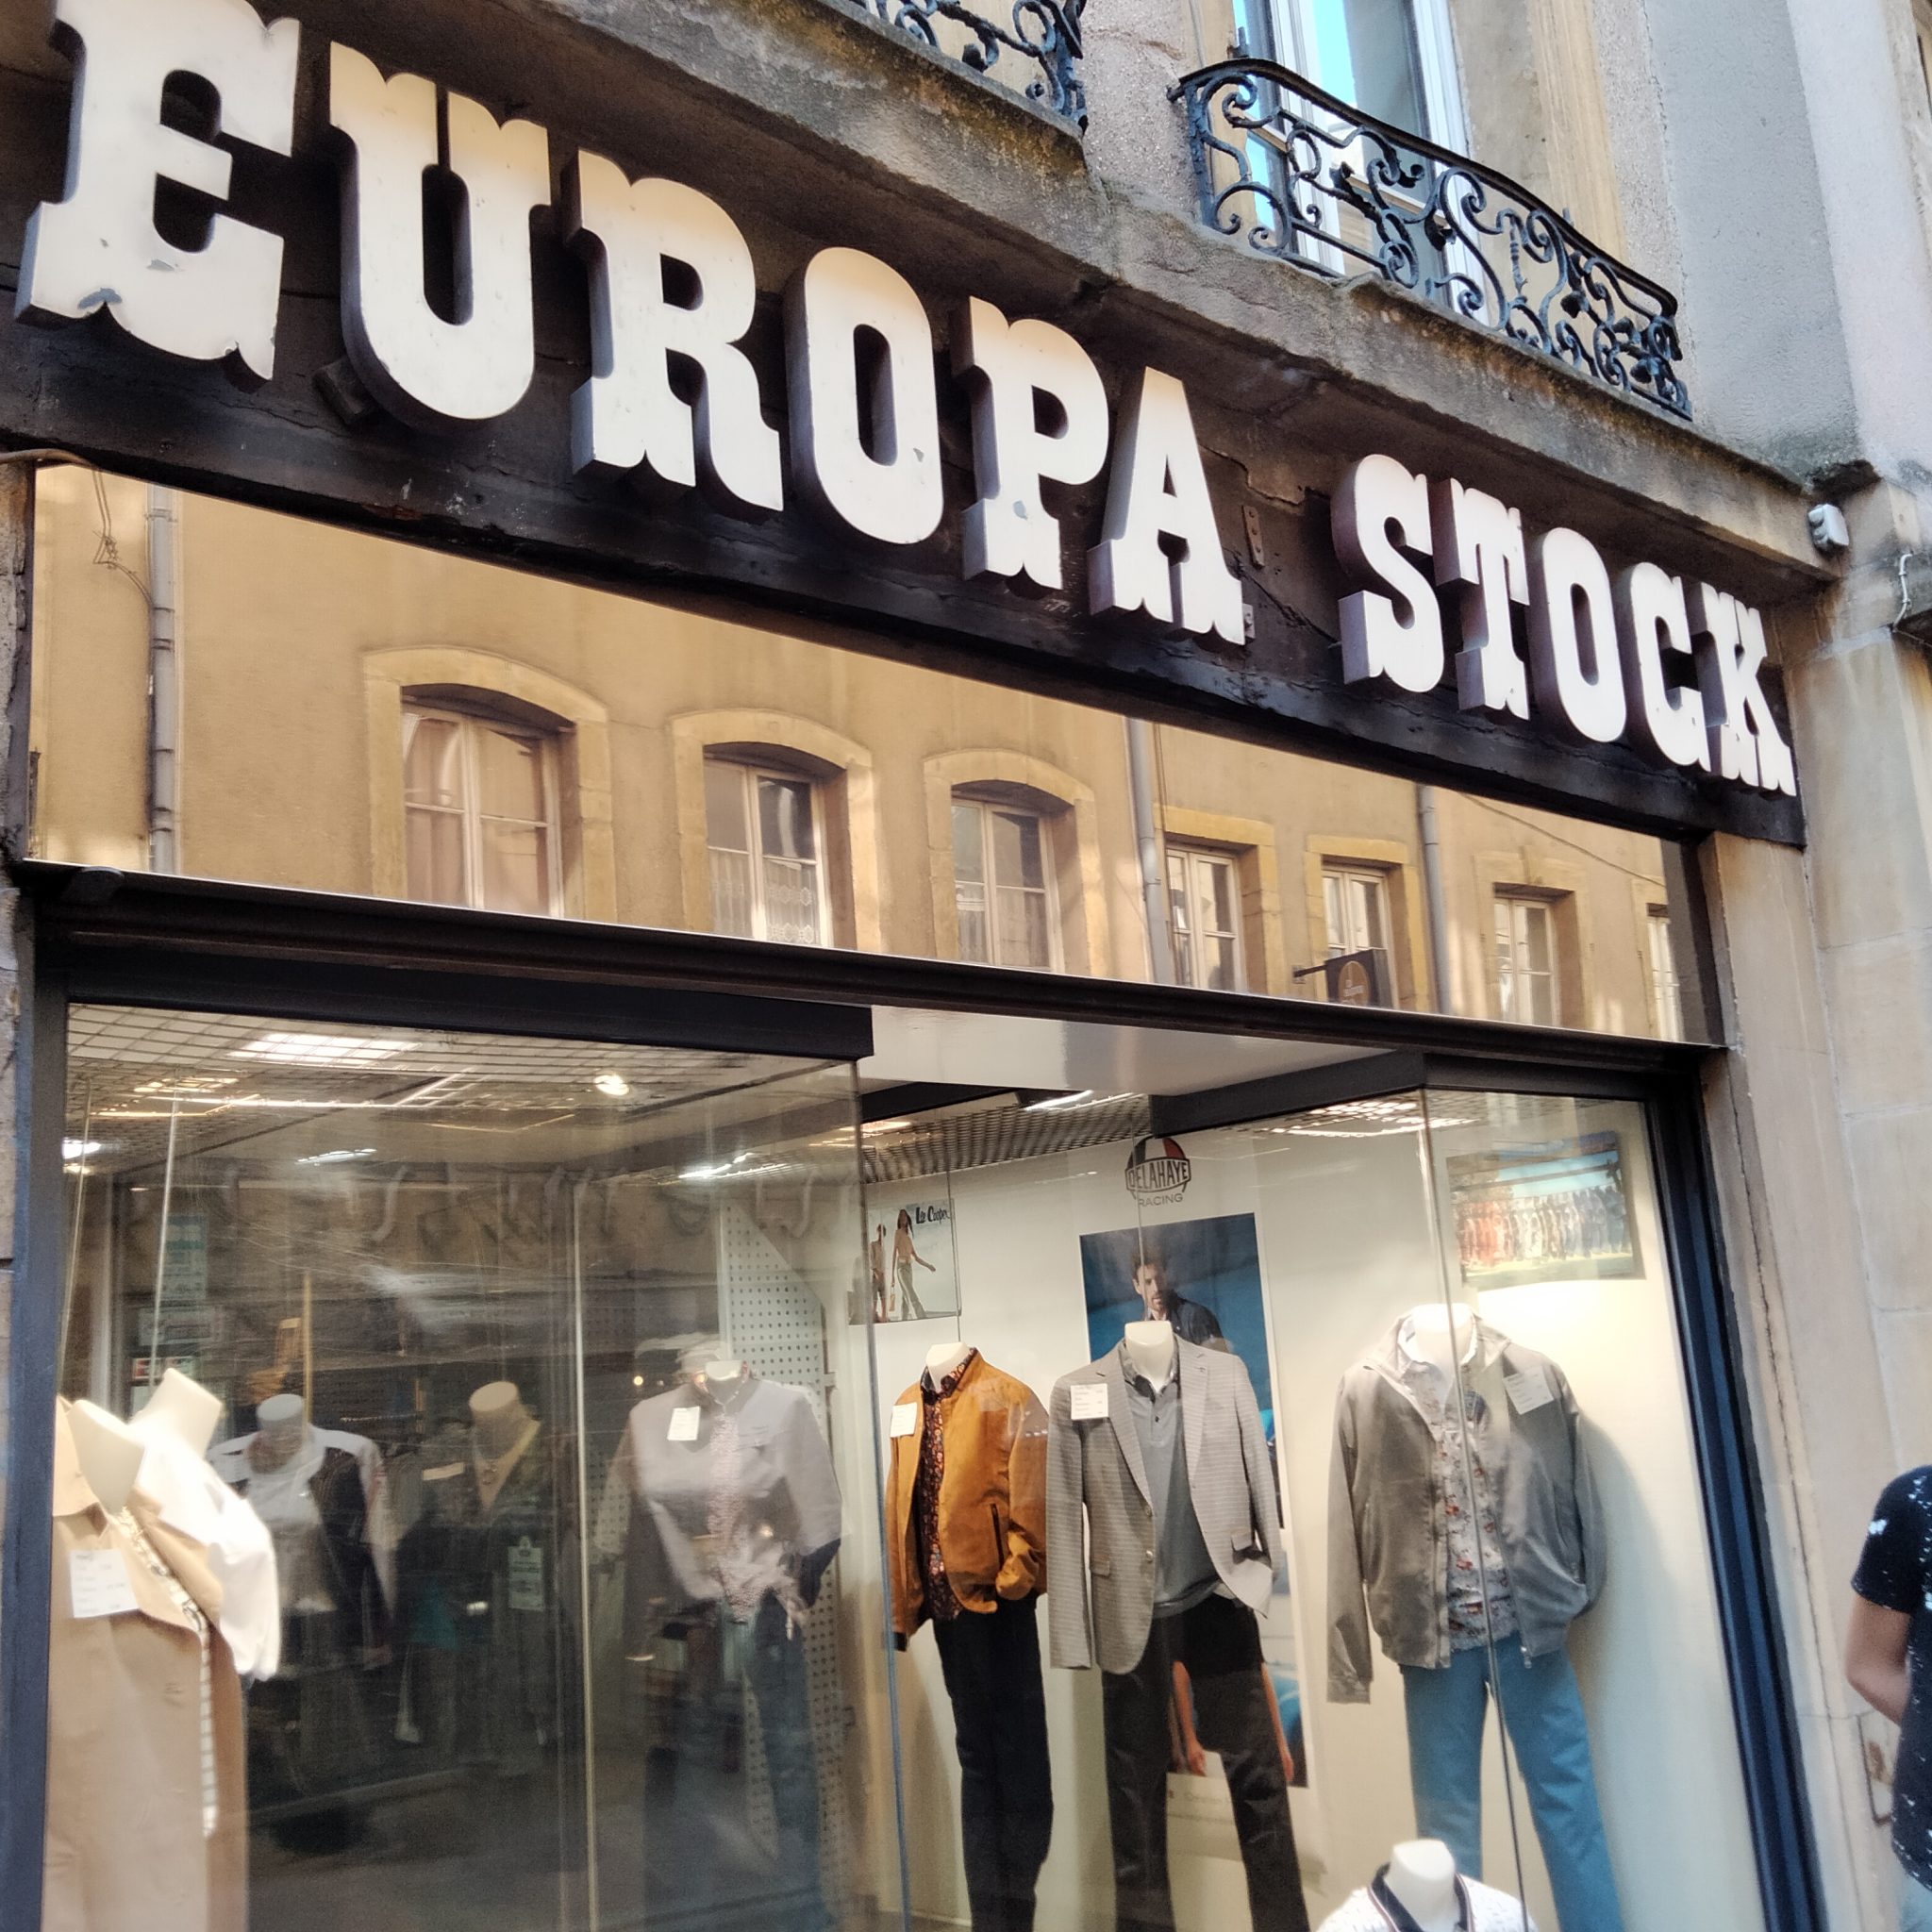 EUROPA STOCK
Lee Cooper
DELAHAYE
RACING